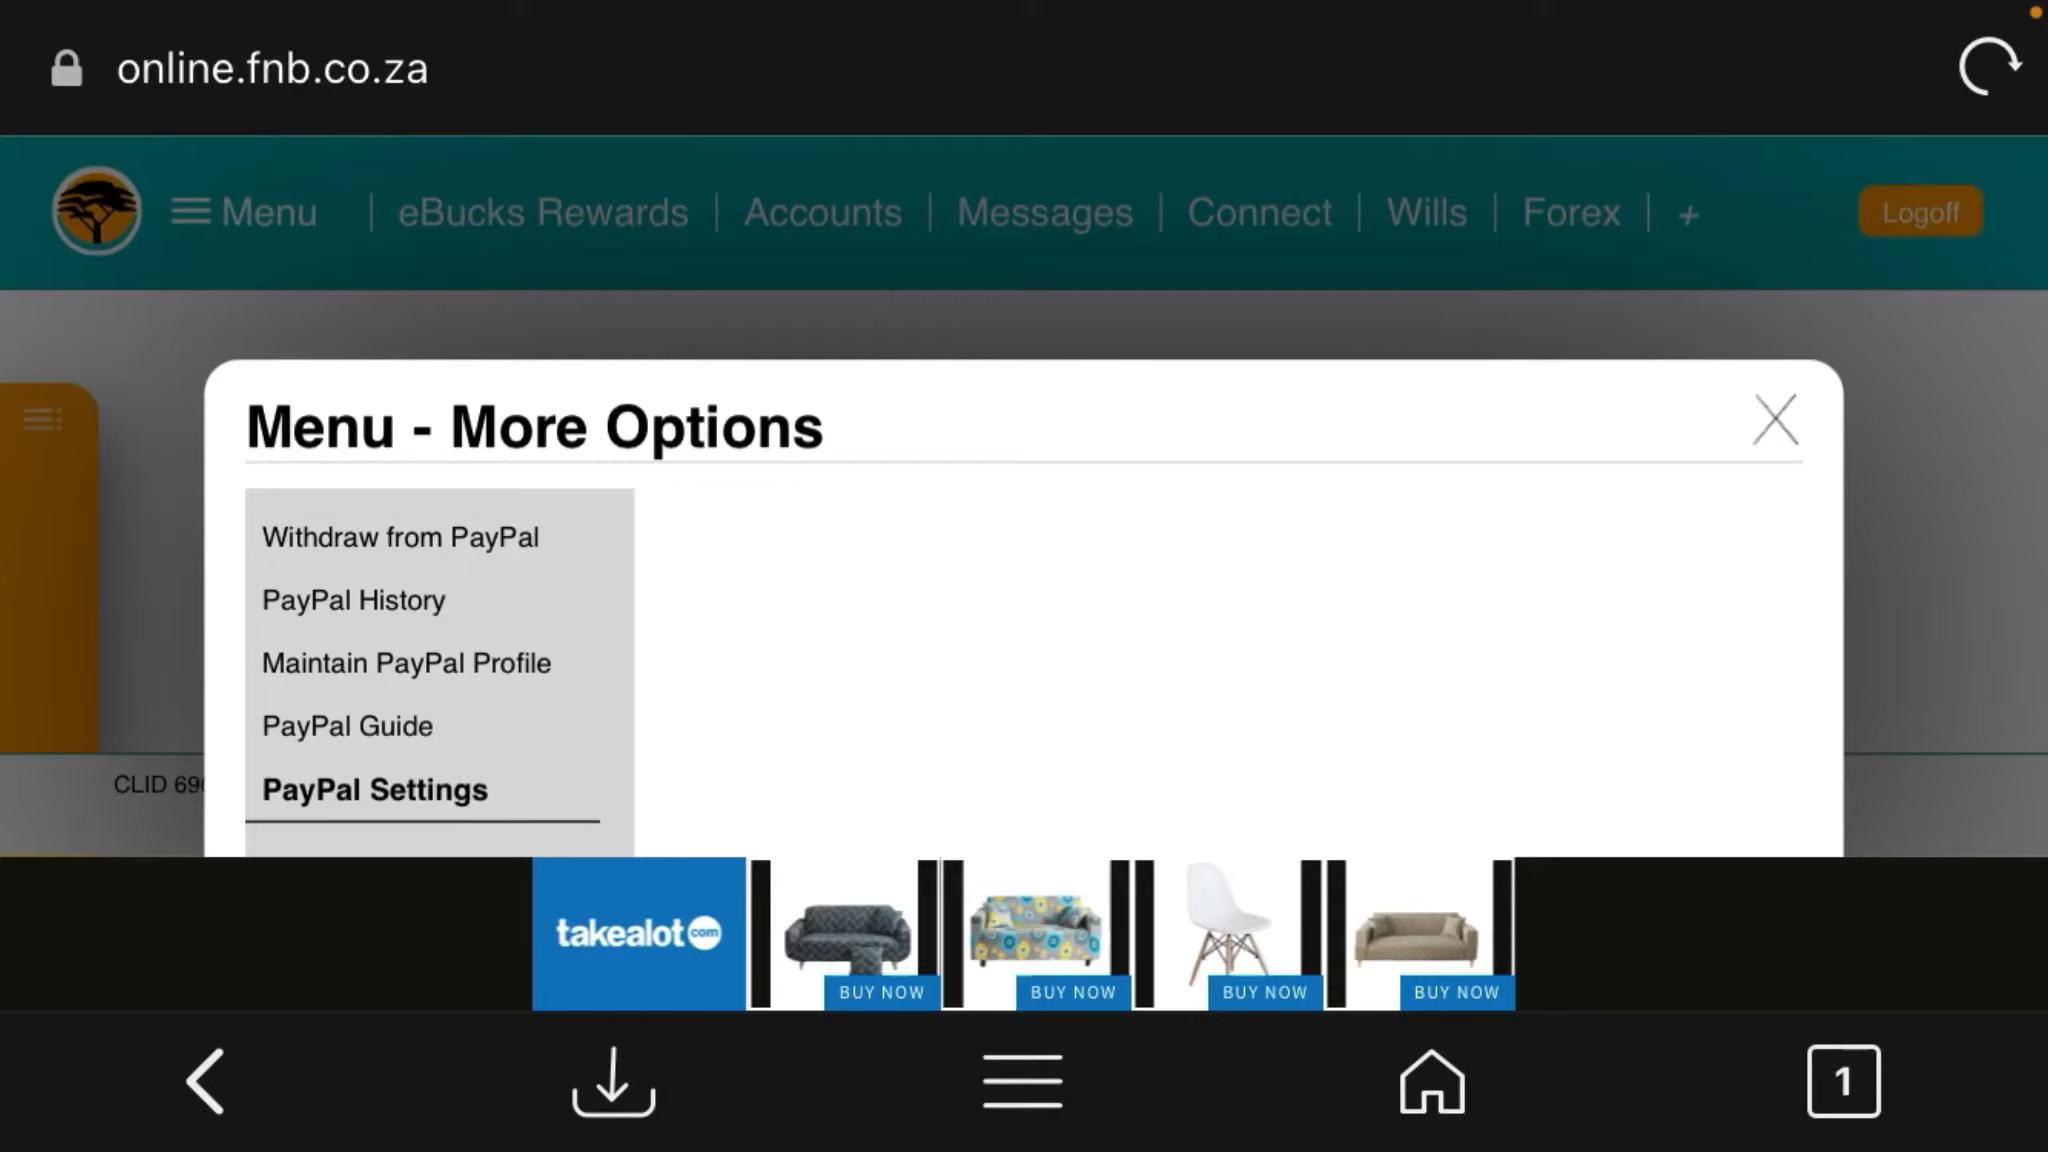 online.fnb.co.za
Menu | eBucks Rewards | Accounts | Messages | Connect | Wills | Forex | +
Logoff
Menu - More Options
Withdraw from PayPal
PayPal History
Maintain PayPal Profile
PayPal Guide
PayPal Settings
CLID
takealot com
BUY NOW
BUY NOW
BUY NOW
BUY NOW
1